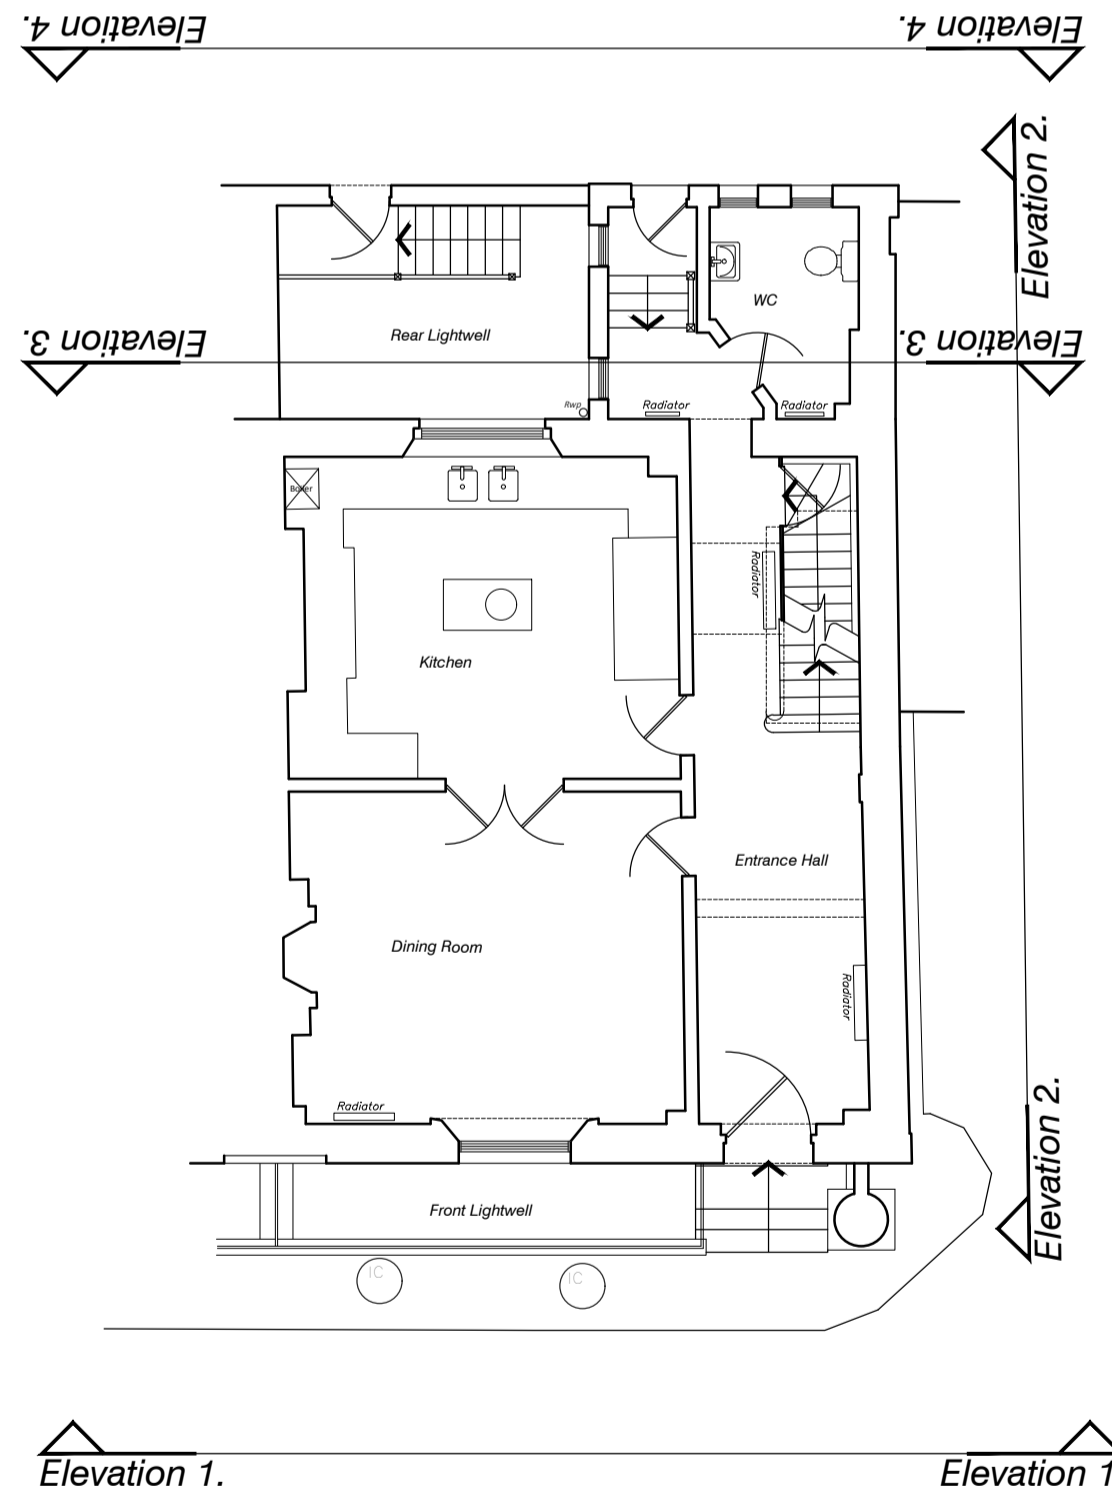 Elevation 4.
Elevation 4.
Elevation 2.
WC
Rear Lightwell
Elevation 3.
Elevation 3.
Rwp
Radiator
Radiator
Boiler
Radiator
Kitchen
Entrance Hall
Dining Room
Radiator
Radiator
Elevation 2.
Front Lightwell
IC
IC
Elevation 1.
Elevation 1